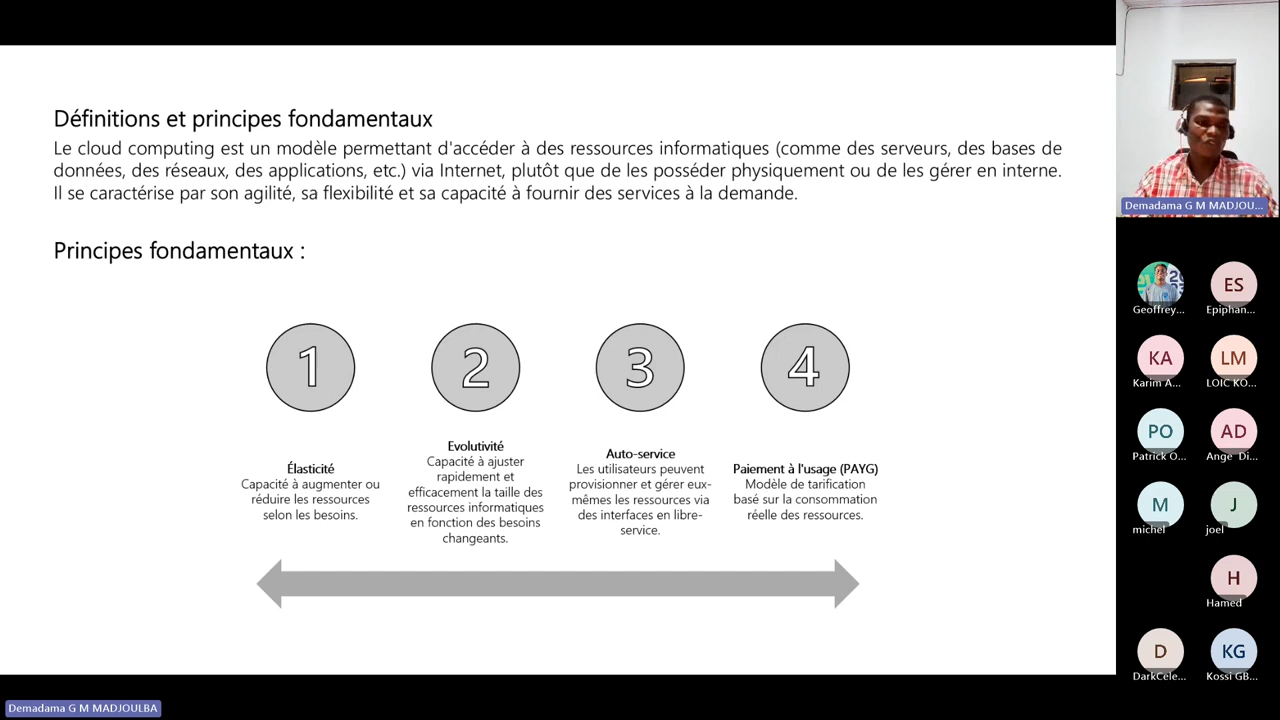 Définitions et principes fondamentaux
Le cloud computing est un modèle permettant d'accéder à des ressources informatiques (comme des serveurs, des bases de
données, des réseaux, des applications, etc.) via Internet, plutôt que de les posséder physiquement ou de les gérer en interne.
Il se caractérise par son agilité, sa flexibilité et sa capacité à fournir des services à la demande.
Principes fondamentaux :
1
Élasticité
Capacité à augmenter ou
réduire les ressources
selon les besoins.
2
Evolutivité
Capacité à ajuster
rapidement et
efficacement la taille des
ressources informatiques
en fonction des besoins
changeants.
3
Auto-service
Les utilisateurs peuvent
provisionner et gérer eux-
mêmes les ressources via
des interfaces en libre-
service.
4
Paiement à l'usage (PAYG)
Modèle de tarification
basé sur la consommation
réelle des ressources.
Demadama G M MADJOU...
Geoffrey...
ES
Epiphan...
KA
Karim A...
LM
LOIC KO...
PO
Patrick O...
AD
Ange Di...
M
michel
J
joel
H
Hamed
D
DarkCele...
KG
Kossi GB...
Demadama G M MADJOULBA